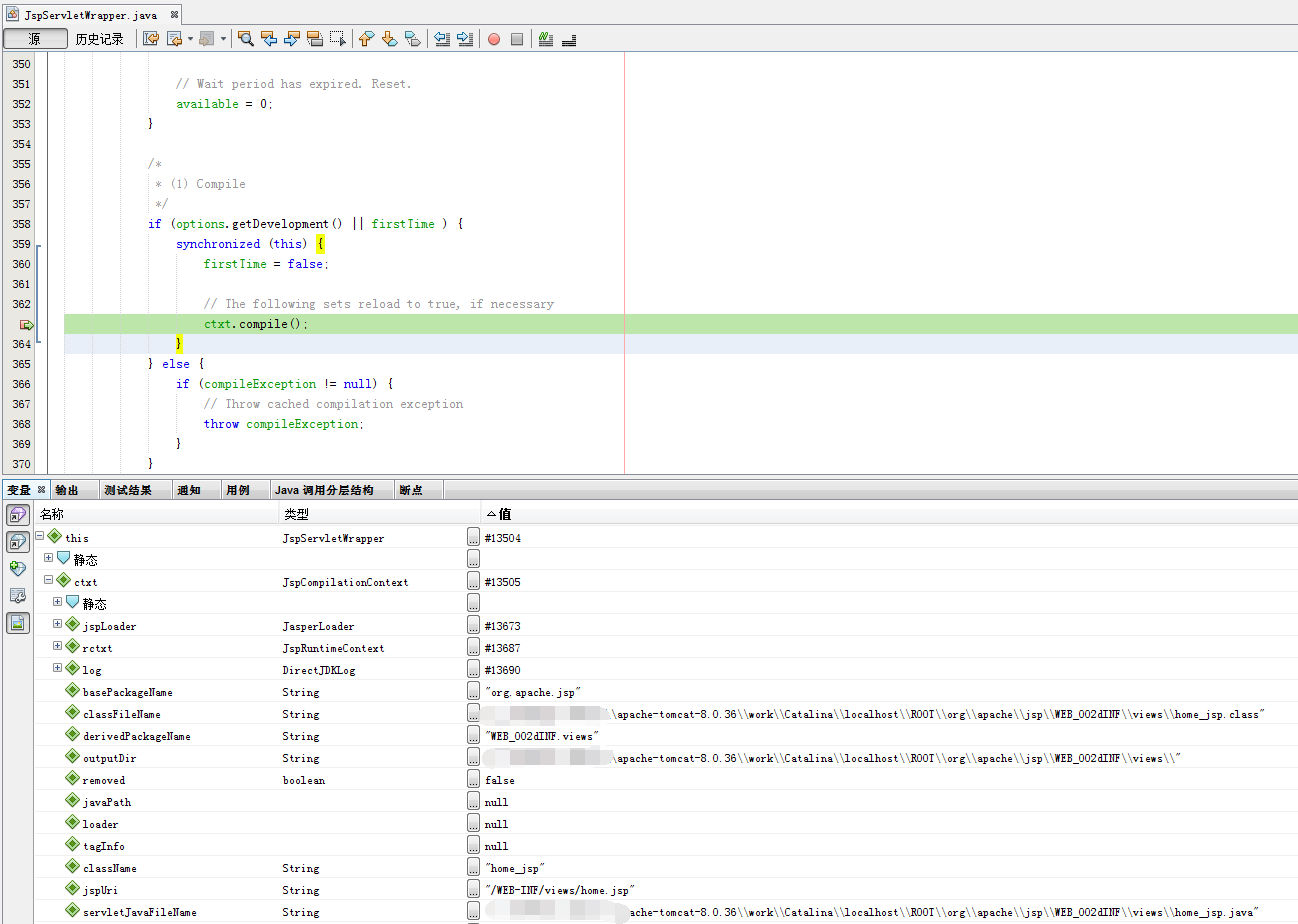 JspServletWrapper.java
源 历史记录
350
351 // Wait period has expired. Reset.
352 available = 0;
353 }
354
355 /*
356 * (1) Compile
357 */
358 if (options.getDevelopment() || firstTime ) {
359 synchronized (this) {
360 firstTime = false;
361
362 // The following sets reload to true, if necessary
ctxt.compile();
364 }
365 } else {
366 if (compileException != null) {
367 // Throw cached compilation exception
368 throw compileException;
369 }
370 }
变量 输出 测试结果 通知 用例 Java 调用分层结构 断点
名称 类型 值
this JspServletWrapper ... #13504
静态 ...
ctxt JspCompilationContext ... #13505
静态 ...
jspLoader JasperLoader ... #13673
rctxt JspRuntimeContext ... #13687
log DirectJDKLog ... #13690
basePackageName String ... "org.apache.jsp"
classFileName String ... \\apache-tomcat-8.0.36\\work\\Catalina\\localhost\\ROOT\\org\\apache\\jsp\\WEB_002dINF\\views\\home_jsp.class"
derivedPackageName String ... "WEB_002dINF.views"
outputDir String ... \apache-tomcat-8.0.36\\work\\Catalina\\localhost\\ROOT\\org\\apache\\jsp\\WEB_002dINF\\views\\"
removed boolean ... false
javaPath ... null
loader ... null
tagInfo ... null
className String ... "home_jsp"
jspUri String ... "/WEB-INF/views/home.jsp"
servletJavaFileName String ... ache-tomcat-8.0.36\\work\\Catalina\\localhost\\ROOT\\org\\apache\\jsp\\WEB_002dINF\\views\\home_jsp.java"